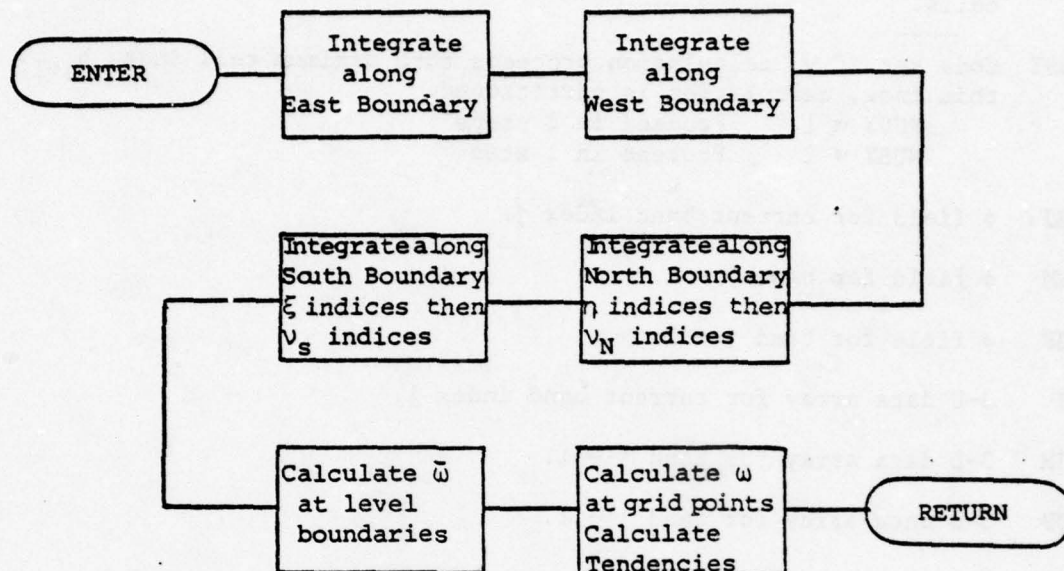 ENTER
Integrate
along
East Boundary
Integrate
along
West Boundary
Integrate along
North Boundary
η indices then
ν_N indices
Integrate along
South Boundary
ξ indices then
ν_s indices
Calculate ω̄
at level
boundaries
Calculate ω
at grid points
Calculate
Tendencies
RETURN